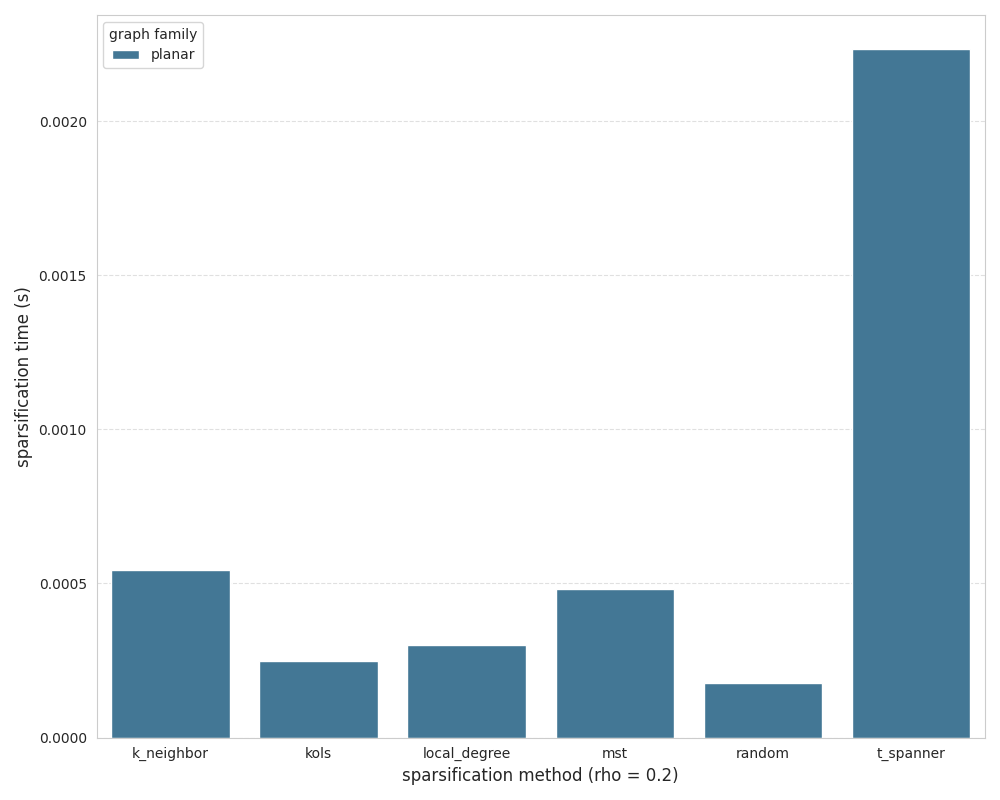 graph family
planar
sparsification time (s)
0.0020
0.0015
0.0010
0.0005
0.0000
k_neighbor kols local_degree mst random t_spanner
sparsification method (rho = 0.2)